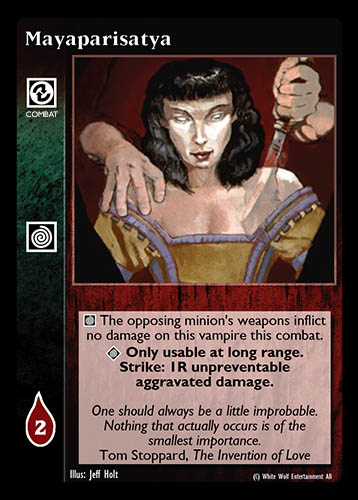 Mayaparisatya
COMBAT
The opposing minion's weapons inflict
no damage on this vampire this combat.
Only usable at long range.
Strike: 1R unpreventable
aggravated damage.
One should always be a little improbable.
Nothing that actually occurs is of the
smallest importance.
Tom Stoppard, The Invention of Love
2
Illus: Jeff Holt
(C) White Wolf Entertainment AB